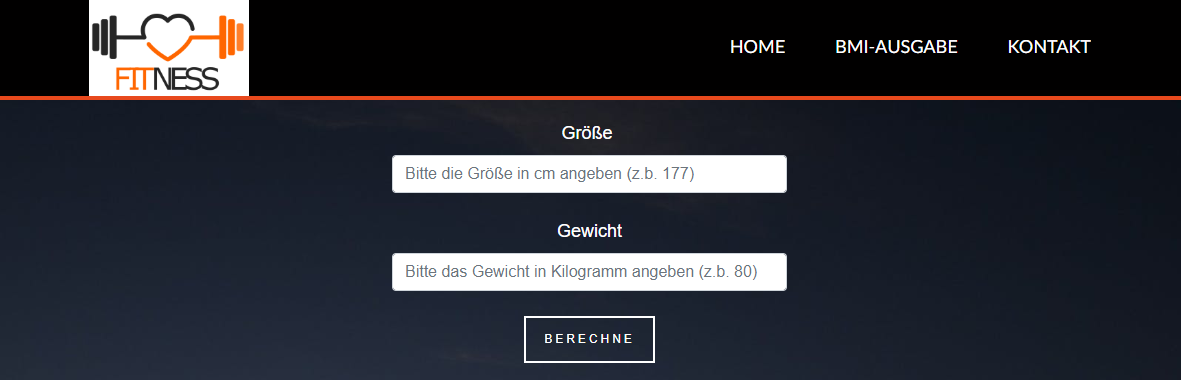 FITNESS
HOME BMI-AUSGABE KONTAKT
Größe
Bitte die Größe in cm angeben (z.b. 177)
Gewicht
Bitte das Gewicht in Kilogramm angeben (z.b. 80)
BERECHNE